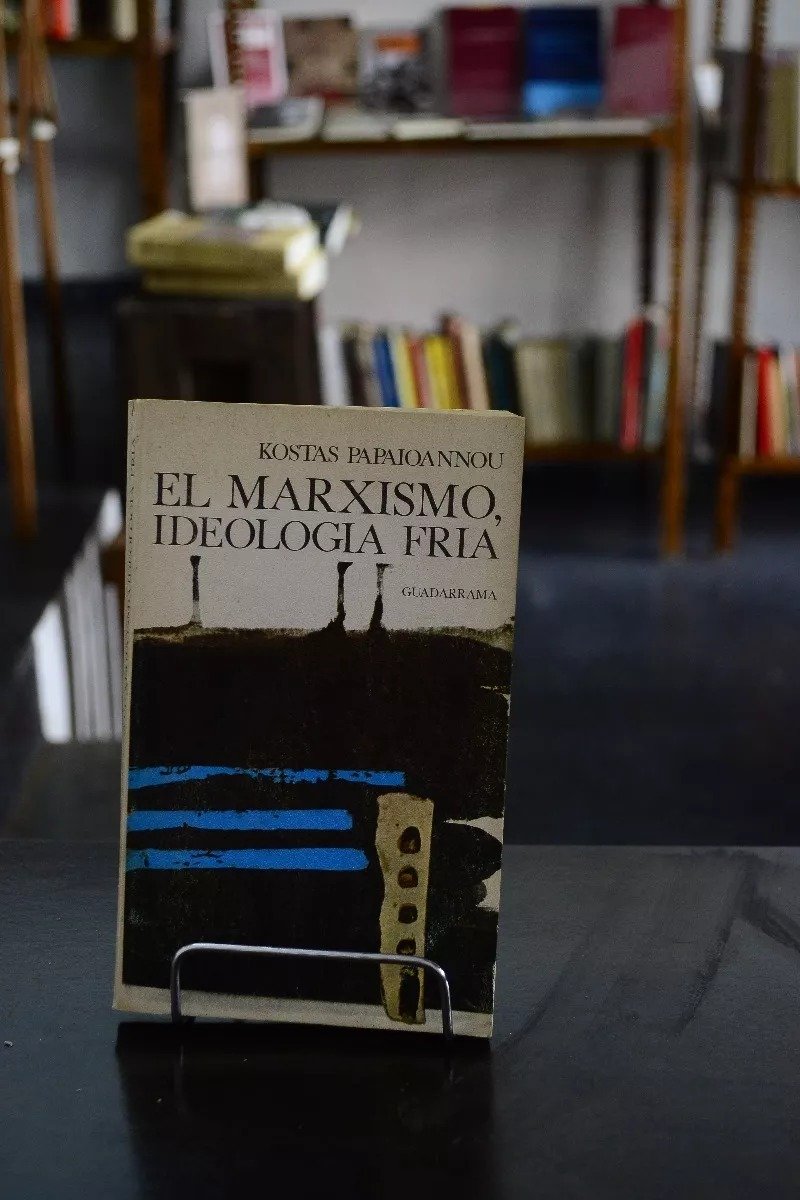 KOSTAS PAPAIOANNOU
EL MARXISMO,
IDEOLOGIA FRIA
GUADARRAMA